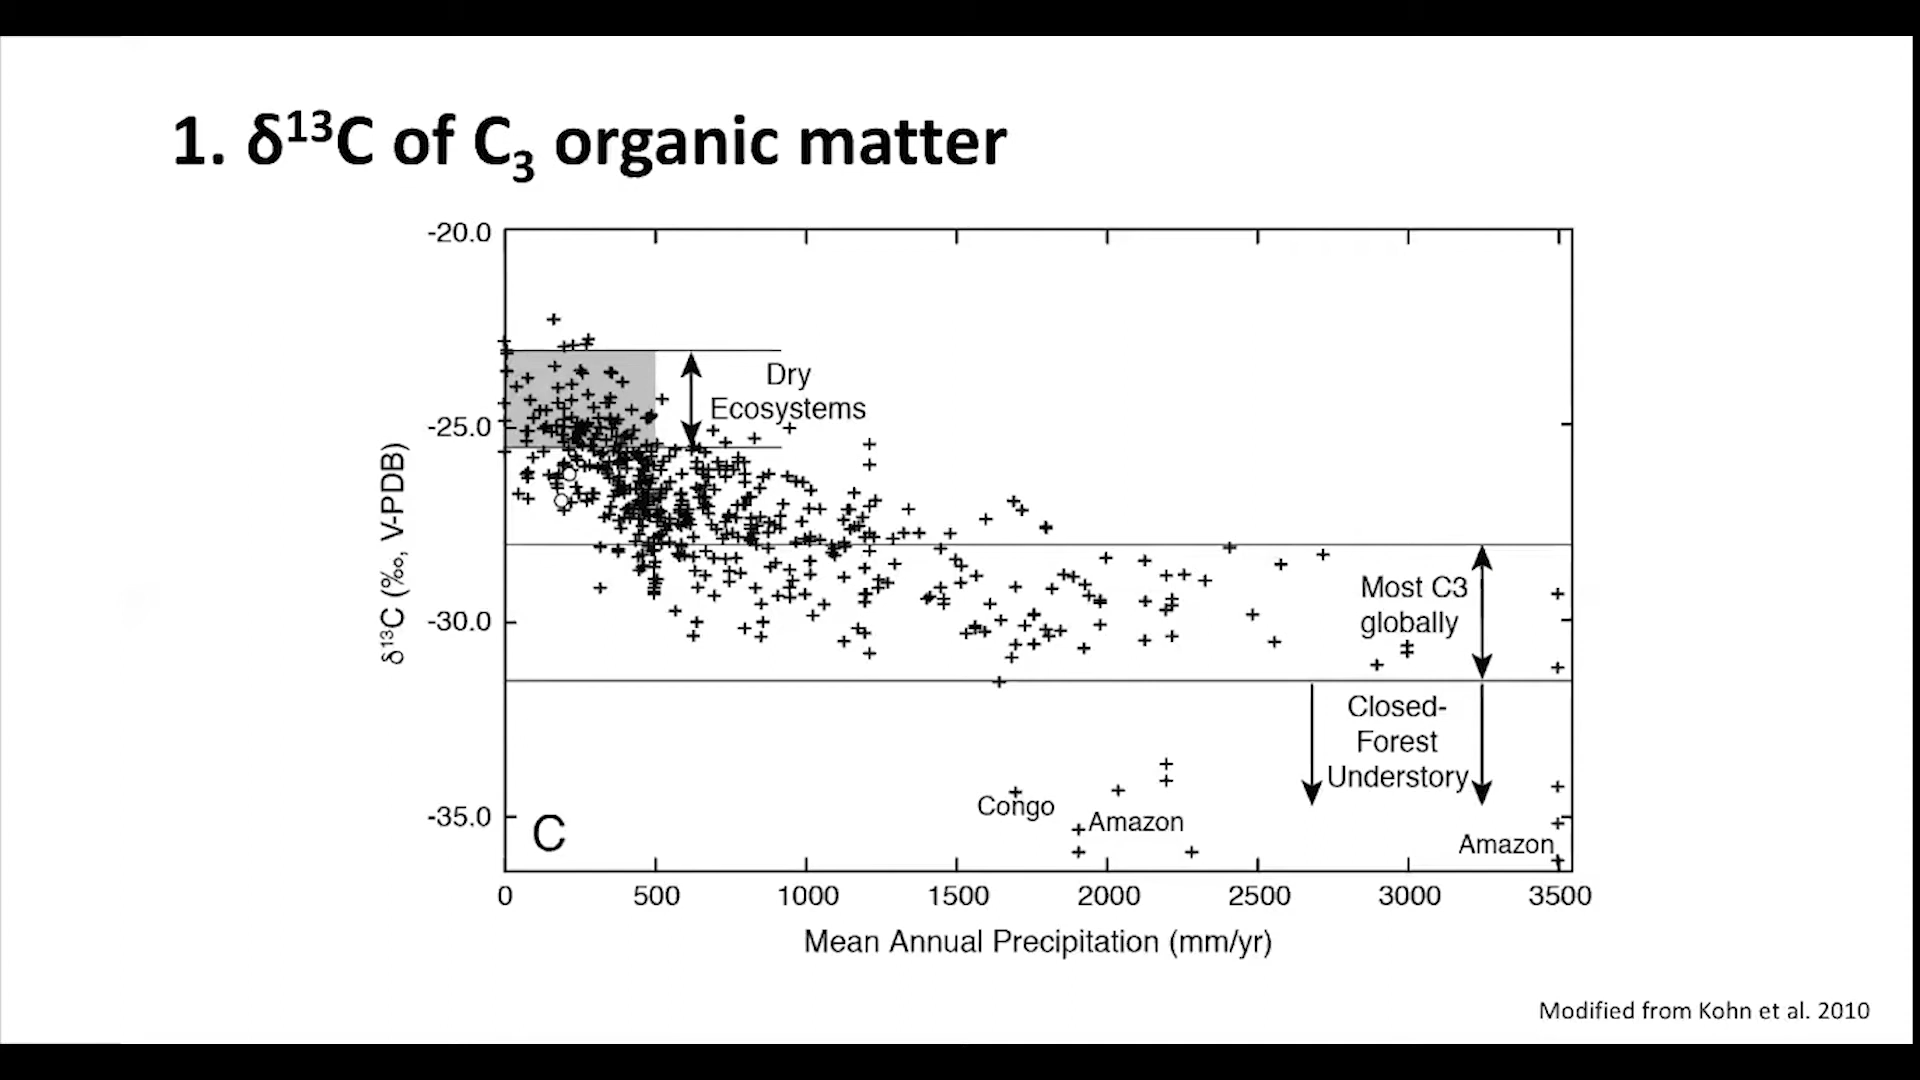 1. δ¹³C of C₃ organic matter
-20.0
-25.0
-30.0
-35.0
δ¹³C (‰, V-PDB)
Dry
Ecosystems
Most C3
globally
Closed-
Forest
Understory
Congo
Amazon
Amazon
C
0 500 1000 1500 2000 2500 3000 3500
Mean Annual Precipitation (mm/yr)
Modified from Kohn et al. 2010